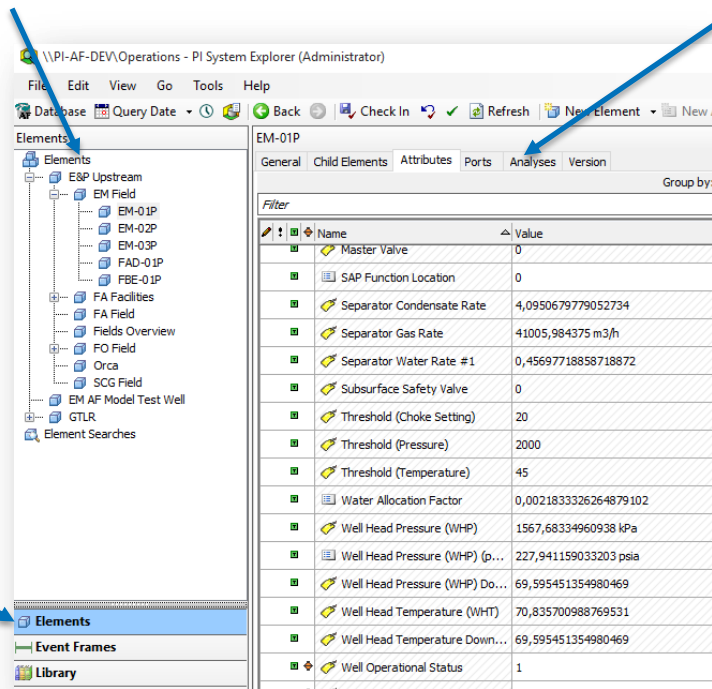 \\PI-AF-DEV\Operations - PI System Explorer (Administrator)
File Edit View Go Tools Help
Database Query Date Back Check In Refresh New Element New
Elements
Elements
E&P Upstream
EM Field
EM-01P
EM-02P
EM-03P
FAD-01P
FBE-01P
FA Facilities
FA Field
Fields Overview
FO Field
Orca
SCG Field
EM AF Model Test Well
GTLR
Element Searches
Elements
Event Frames
Library
EM-01P
General Child Elements Attributes Ports Analyses Version
Group by:
Filter
Name Value
Master Valve 0
SAP Function Location 0
Separator Condensate Rate 4,0950679779052734
Separator Gas Rate 41005,984375 m3/h
Separator Water Rate #1 0,45697718858718872
Subsurface Safety Valve 0
Threshold (Choke Setting) 20
Threshold (Pressure) 2000
Threshold (Temperature) 45
Water Allocation Factor 0,0021833326264879102
Well Head Pressure (WHP) 1567,68334960938 kPa
Well Head Pressure (WHP) (p... 227,941159033203 psia
Well Head Pressure (WHP) Do... 69,595451354980469
Well Head Temperature (WHT) 70,835700988769531
Well Head Temperature Down... 69,595451354980469
Well Operational Status 1